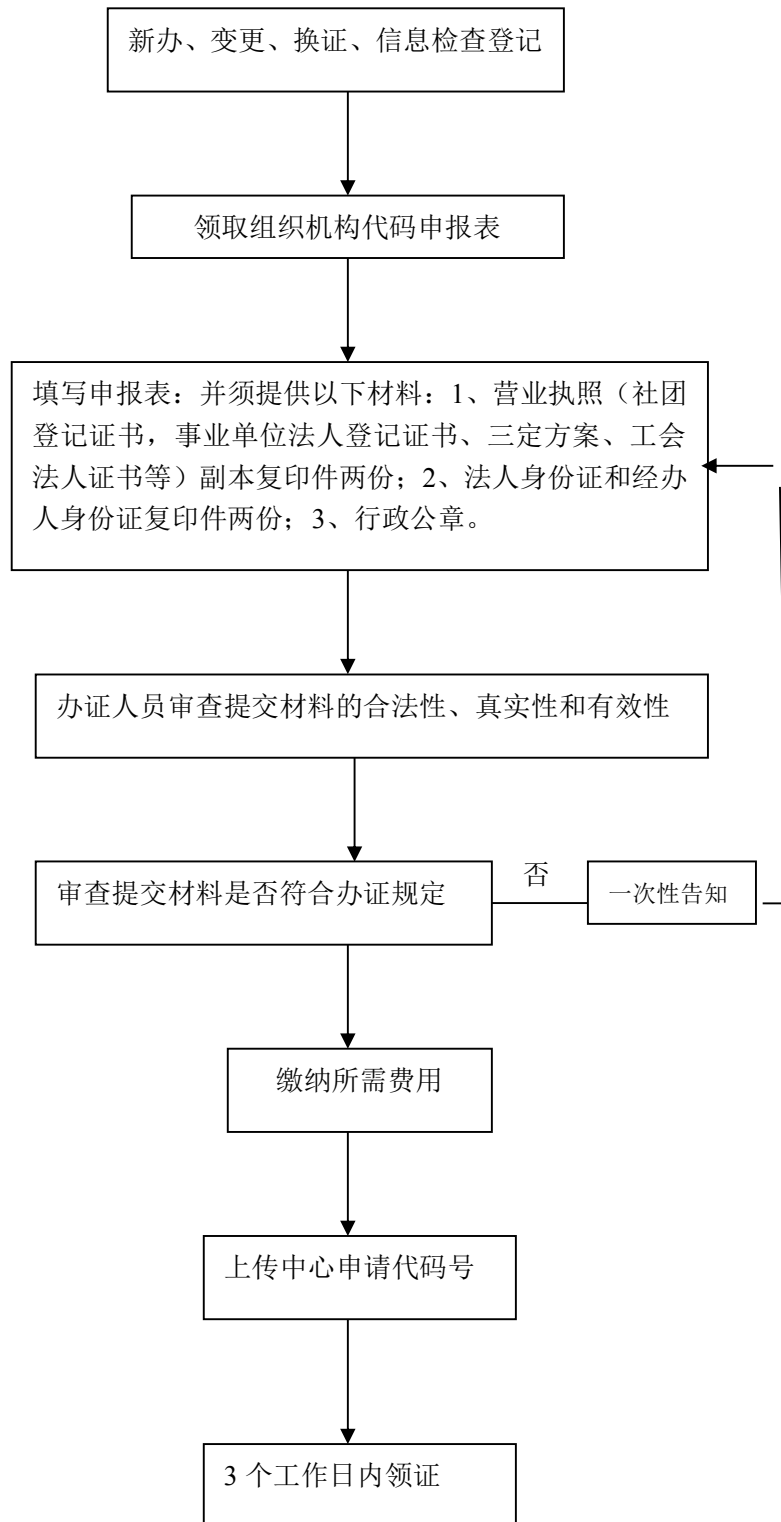 新办、变更、换证、信息检查登记
领取组织机构代码申报表
填写申报表：并须提供以下材料：1、营业执照（社团
登记证书，事业单位法人登记证书、三定方案、工会
法人证书等）副本复印件两份；2、法人身份证和经办
人身份证复印件两份；3、行政公章。
办证人员审查提交材料的合法性、真实性和有效性
审查提交材料是否符合办证规定
否
一次性告知
缴纳所需费用
上传中心申请代码号
3 个工作日内领证